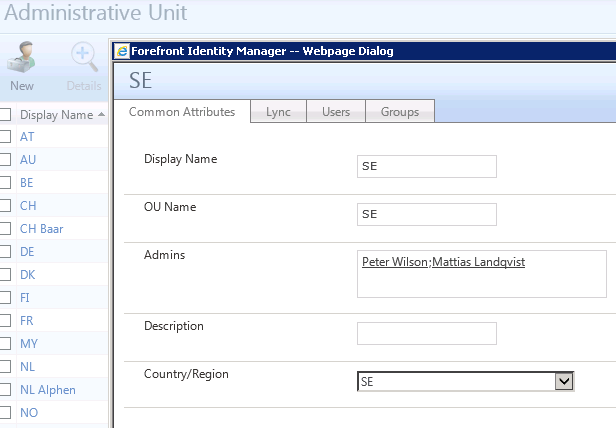 Administrative Unit
New
Details
Display Name
AT
AU
BE
CH
CH Baar
DE
DK
FI
FR
MY
NL
NL Alphen
NO
Forefront Identity Manager -- Webpage Dialog
SE
Common Attributes
Lync
Users
Groups
Display Name
SE
OU Name
SE
Admins
Peter Wilson;Mattias Landqvist
Description
Country/Region
SE